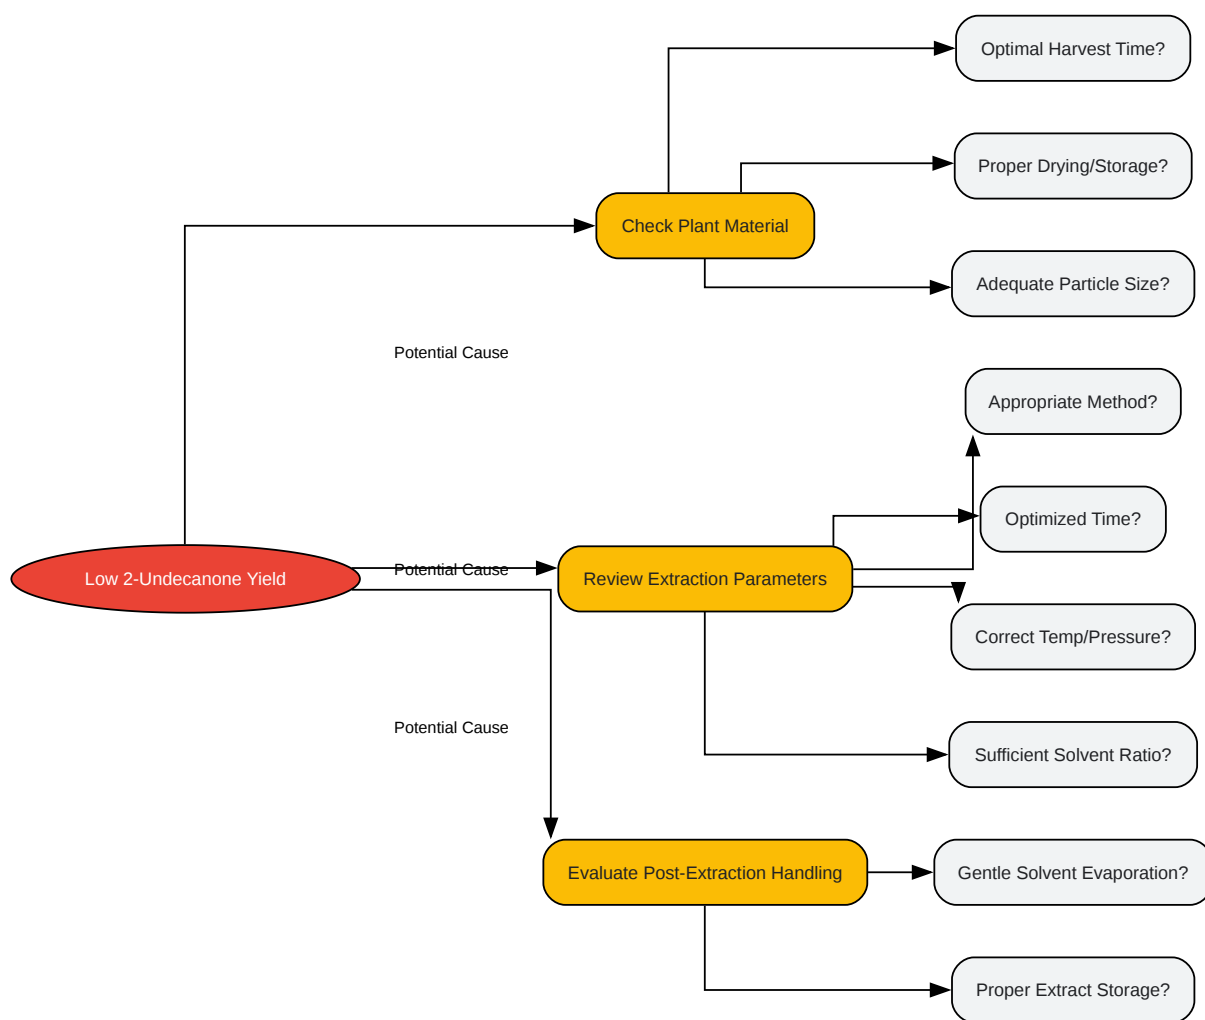 Optimal Harvest Time?
Proper Drying/Storage?
Check Plant Material
Adequate Particle Size?
Potential Cause
Appropriate Method?
Optimized Time?
Potential Cause
Low 2-Undecanone Yield
Review Extraction Parameters
Correct Temp/Pressure?
Potential Cause
Sufficient Solvent Ratio?
Evaluate Post-Extraction Handling
Gentle Solvent Evaporation?
Proper Extract Storage?